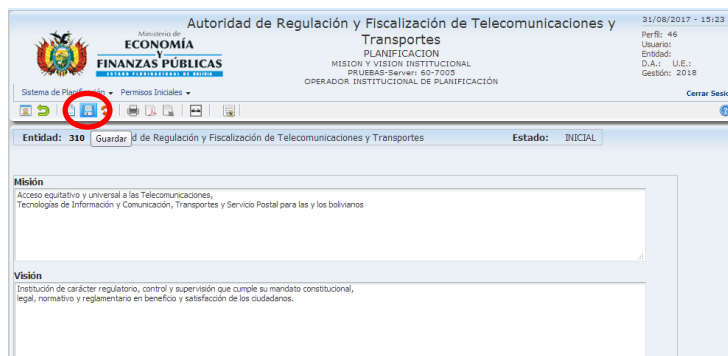 Autoridad de Regulación y Fiscalización de Telecomunicaciones y
Transportes
PLANIFICACION
MISION Y VISION INSTITUCIONAL
PRUEBAS-Server: 60-7005
OPERADOR INSTITUCIONAL DE PLANIFICACIÓN
Ministerio de
ECONOMÍA
Y
FINANZAS PÚBLICAS
ESTADO PLURINACIONAL DE BOLIVIA
31/08/2017 - 15:23
Perfil: 46
Usuario:
Entidad:
D.A.: U.E.:
Gestión: 2018
Sistema de Planificación Permisos Iniciales
Cerrar Sesió
Entidad: 310 d de Regulación y Fiscalización de Telecomunicaciones y Transportes Estado: INICIAL
Guardar
Misión
Acceso equitativo y universal a las Telecomunicaciones,
Tecnologías de Información y Comunicación, Transportes y Servicio Postal para las y los bolivianos
Visión
Institución de carácter regulatorio, control y supervisión que cumple su mandato constitucional,
legal, normativo y reglamentario en beneficio y satisfacción de los ciudadanos.